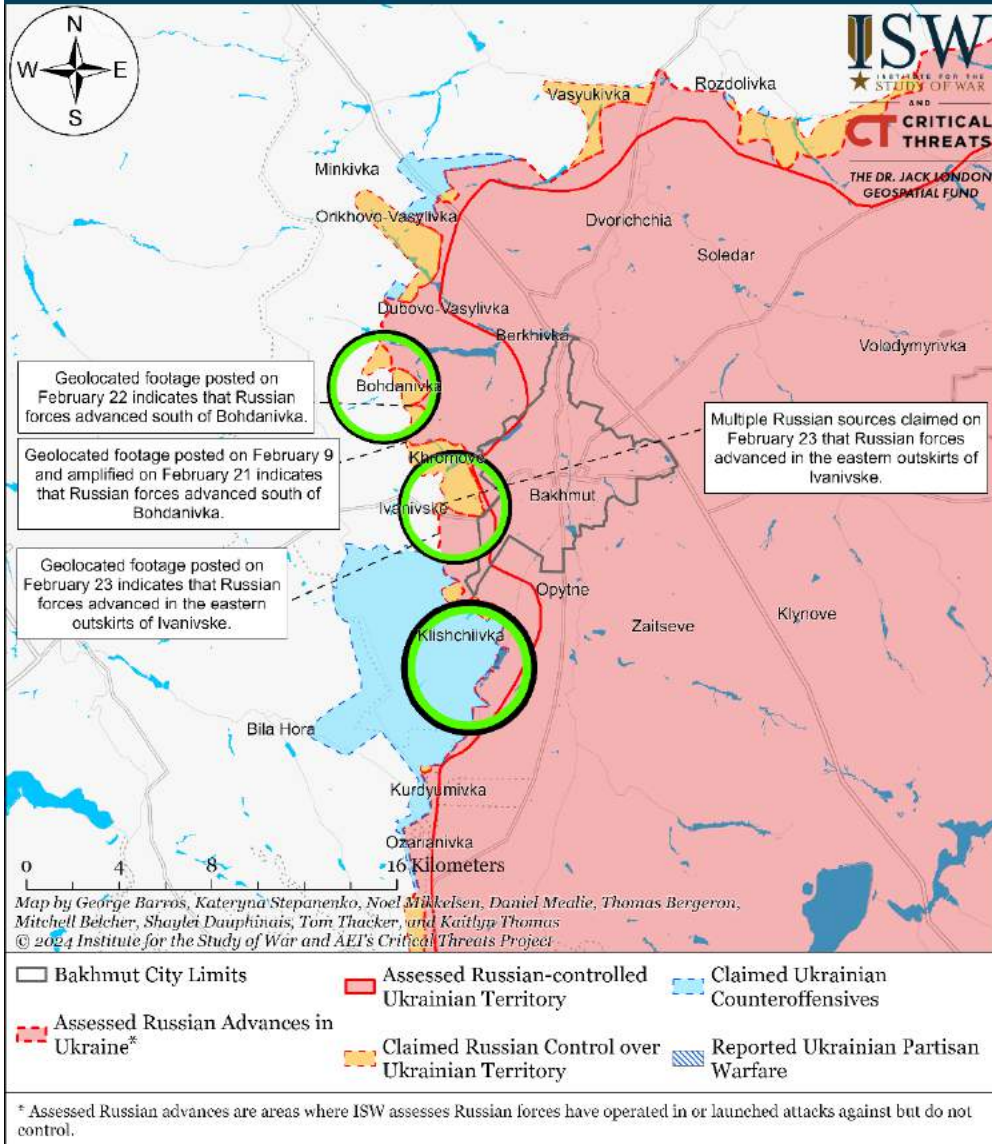 N
W
E
S
ISW
INSTITUTE FOR THE
STUDY OF WAR
AND
CT CRITICAL
THREATS
THE DR. JACK LONDON
GEOSPATIAL FUND
Vasyukivka
Rozdolivka
Minkivka
Orikhovo-Vasylivka
Dvorichchia
Soledar
Dubovo-Vasylivka
Berkhivka
Volodymyrivka
Geolocated footage posted on
February 22 indicates that Russian
forces advanced south of Bohdanivka.
Bohdanivka
Geolocated footage posted on February 9
and amplified on February 21 indicates
that Russian forces advanced south of
Bohdanivka.
Multiple Russian sources claimed on
February 23 that Russian forces
advanced in the eastern outskirts of
Ivanivske.
Khromove
Bakhmut
Ivanivske
Geolocated footage posted on
February 23 indicates that Russian
forces advanced in the eastern
outskirts of Ivanivske.
Opytne
Klishchiivka
Zaitseve
Klynove
Bila Hora
Kurdyumivka
Ozarianivka
0 4 8 16 Kilometers
Map by George Barros, Kateryna Stepanenko, Noel Mikkelsen, Daniel Mealie, Thomas Bergeron,
Mitchell Belcher, Shaylei Dauphinais, Tom Thacker, and Kaitlyn Thomas
© 2024 Institute for the Study of War and AEI's Critical Threats Project
Bakhmut City Limits
Assessed Russian Advances in
Ukraine*
Assessed Russian-controlled
Ukrainian Territory
Claimed Russian Control over
Ukrainian Territory
Claimed Ukrainian
Counteroffensives
Reported Ukrainian Partisan
Warfare
* Assessed Russian advances are areas where ISW assesses Russian forces have operated in or launched attacks against but do not
control.